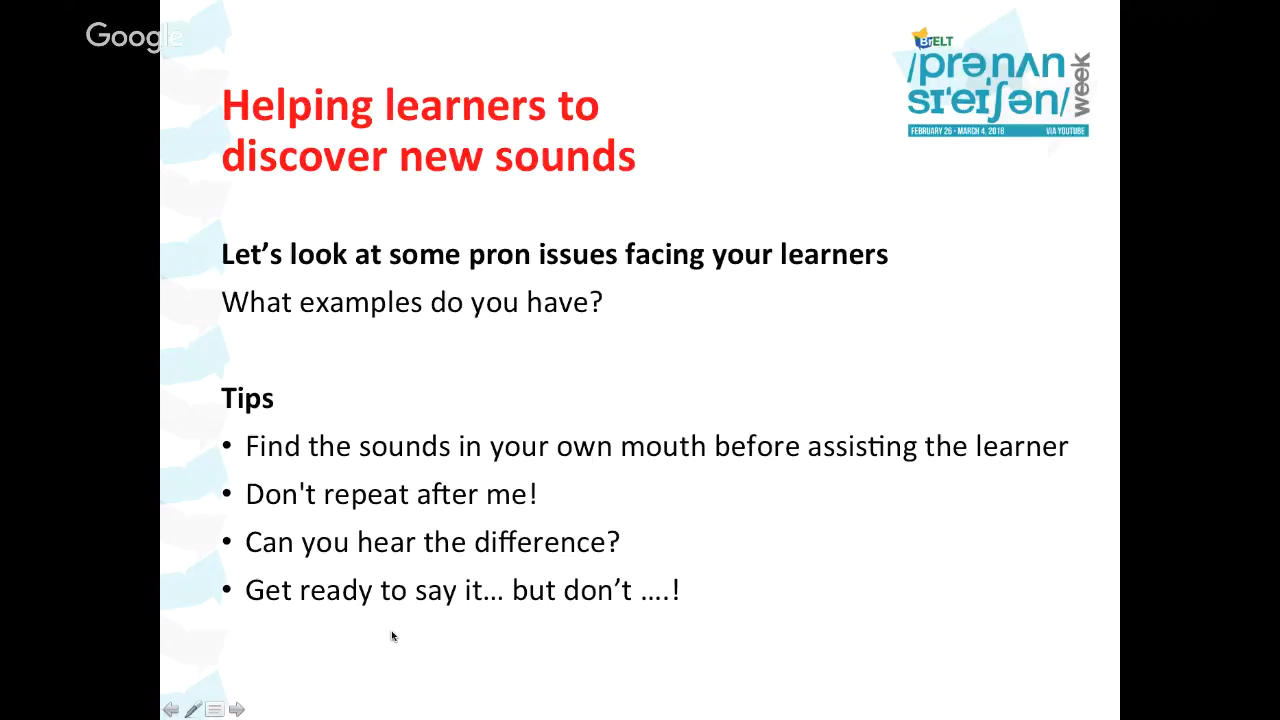 Google
BrELT
/prəˌnʌn
sɪˈeɪʃən/
week
FEBRUARY 26 - MARCH 4, 2018
VIA YOUTUBE
Helping learners to
discover new sounds
Let’s look at some pron issues facing your learners
What examples do you have?
Tips
• Find the sounds in your own mouth before assisting the learner
• Don't repeat after me!
• Can you hear the difference?
• Get ready to say it… but don’t ….!